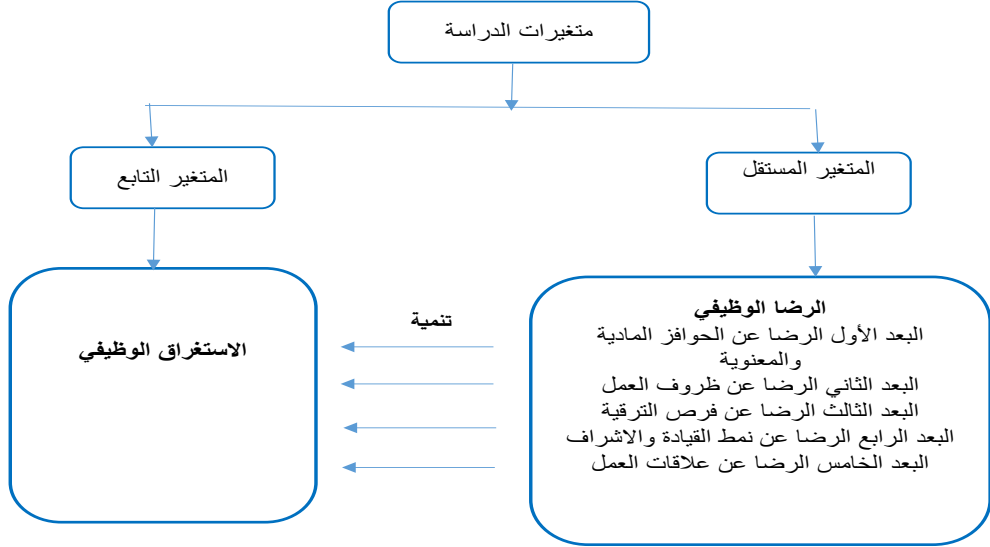 متغيرات الدراسة
المتغير المستقل
المتغير التابع
الرضا الوظيفي
البعد الأول الرضا عن الحوافز المادية
والمعنوية
البعد الثاني الرضا عن ظروف العمل
البعد الثالث الرضا عن فرص الترقية
البعد الرابع الرضا عن نمط القيادة والاشراف
البعد الخامس الرضا عن علاقات العمل
تنمية
الاستغراق الوظيفي